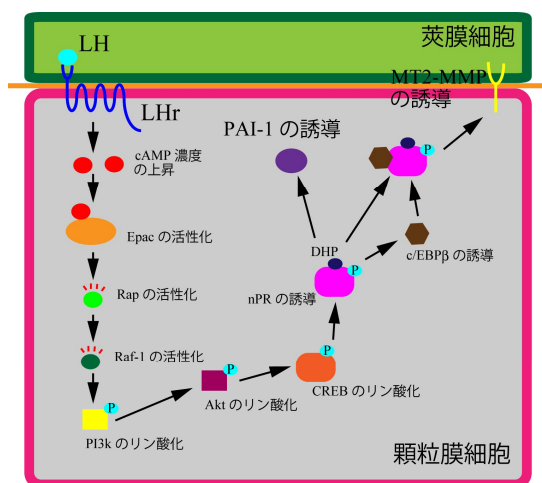 LH
莢膜細胞
LHr
MT2-MMP
の誘導
PAI-1 の誘導
P
cAMP 濃度
の上昇
Epac の活性化
DHP
P
c/EBPβ の誘導
Rap の活性化
nPR の誘導
Raf-1 の活性化
P
P
P
CREB のリン酸化
Akt のリン酸化
PI3k のリン酸化
顆粒膜細胞